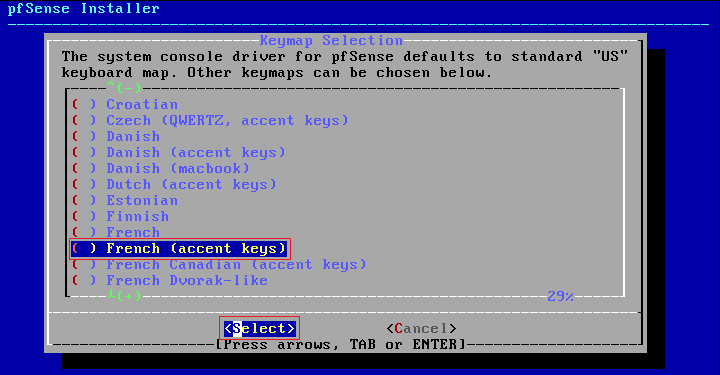 pfSense Installer
Keymap Selection
The system console driver for pfSense defaults to standard "US"
keyboard map. Other keymaps can be chosen below.
^(-)
( ) Croatian
( ) Czech (QWERTZ, accent keys)
( ) Danish
( ) Danish (accent keys)
( ) Danish (macbook)
( ) Dutch (accent keys)
( ) Estonian
( ) Finnish
( ) French
( ) French (accent keys)
( ) French Canadian (accent keys)
( ) French Dvorak-like
(+) 29%
<Select> <Cancel>
[Press arrows, TAB or ENTER]